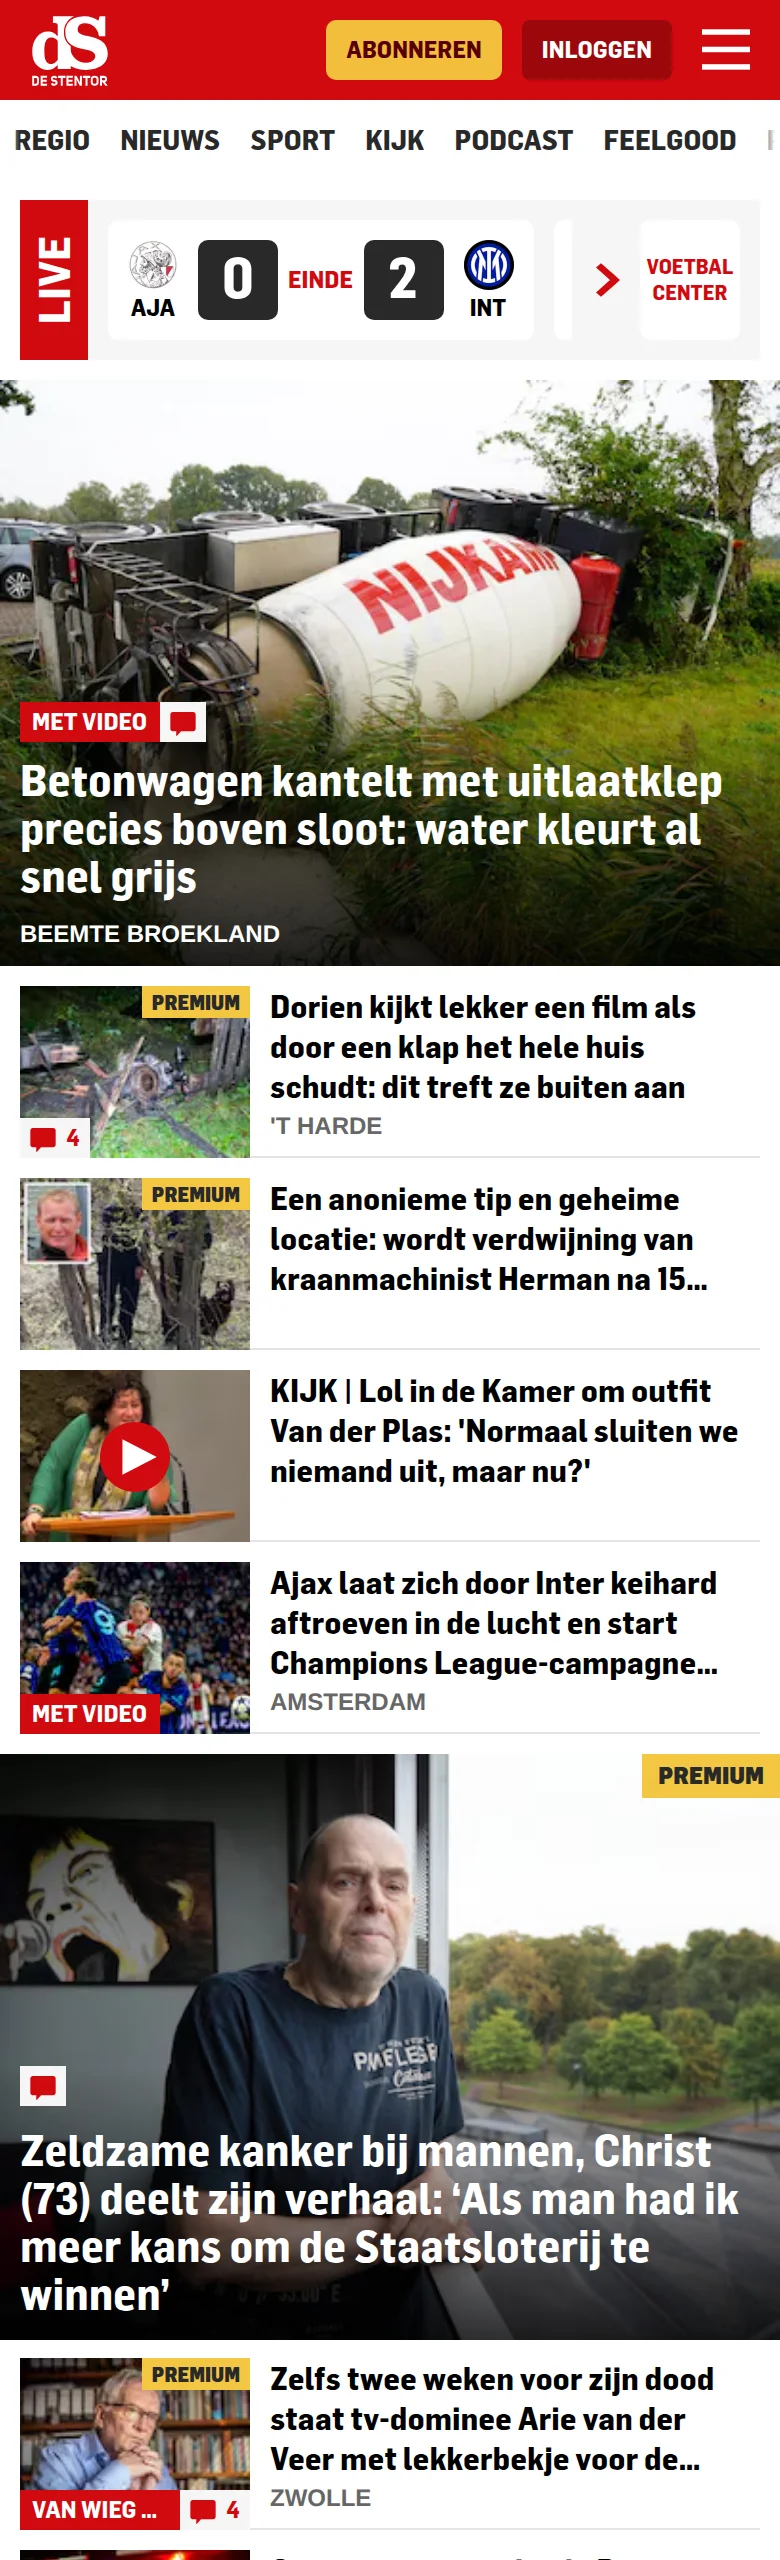 dS
DE STENTOR
ABONNEREN
INLOGGEN
REGIO NIEUWS SPORT KIJK PODCAST FEELGOOD
LIVE
AJA
0
EINDE
2
INT
VOETBAL
CENTER
NIJKAMP
MET VIDEO
Betonwagen kantelt met uitlaatklep
precies boven sloot: water kleurt al
snel grijs
BEEMTE BROEKLAND
PREMIUM
4
Dorien kijkt lekker een film als
door een klap het hele huis
schudt: dit treft ze buiten aan
'T HARDE
PREMIUM
Een anonieme tip en geheime
locatie: wordt verdwijning van
kraanmachinist Herman na 15...
KIJK | Lol in de Kamer om outfit
Van der Plas: 'Normaal sluiten we
niemand uit, maar nu?'
MET VIDEO
Ajax laat zich door Inter keihard
aftroeven in de lucht en start
Champions League-campagne...
AMSTERDAM
PREMIUM
Zeldzame kanker bij mannen, Christ
(73) deelt zijn verhaal: ‘Als man had ik
meer kans om de Staatsloterij te
winnen’
PREMIUM
VAN WIEG ...
4
Zelfs twee weken voor zijn dood
staat tv-dominee Arie van der
Veer met lekkerbekje voor de...
ZWOLLE